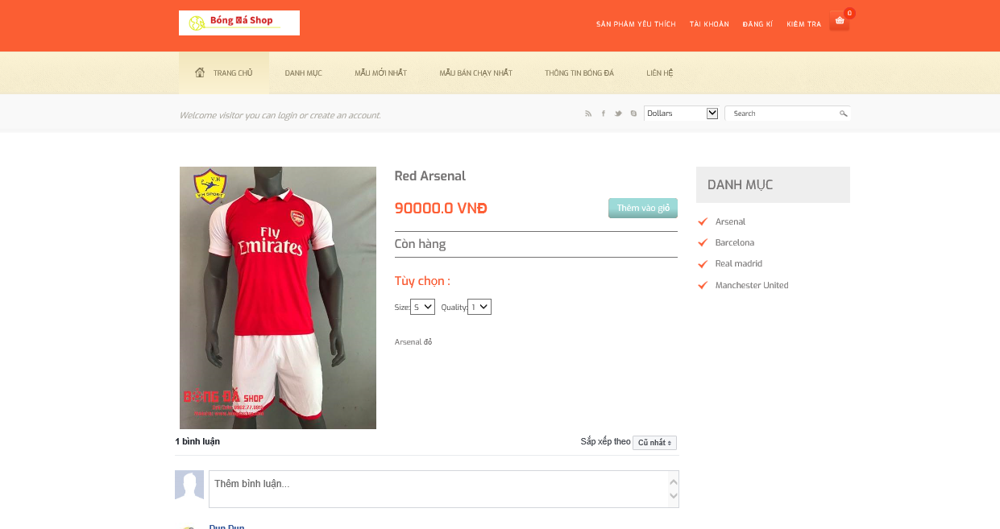 Bóng Đá Shop
SẢN PHẨM YÊU THÍCH TÀI KHOẢN ĐĂNG KÍ KIỂM TRA 0
TRANG CHỦ DANH MỤC MẪU MỚI NHẤT MẪU BÁN CHẠY NHẤT THÔNG TIN BÓNG ĐÁ LIÊN HỆ
Welcome visitor you can login or create an account.
Dollars Search
V.H
V.H SPORT
Arsenal
Fly
Emirates
BÓNG ĐÁ SHOP
Red Arsenal
90000.0 VNĐ Thêm vào giỏ
Còn hàng
Tùy chọn :
Size: S Quality: 1
Arsenal đỏ
DANH MỤC
Arsenal
Barcelona
Real madrid
Manchester United
1 bình luận Sắp xếp theo Cũ nhất
Thêm bình luận...